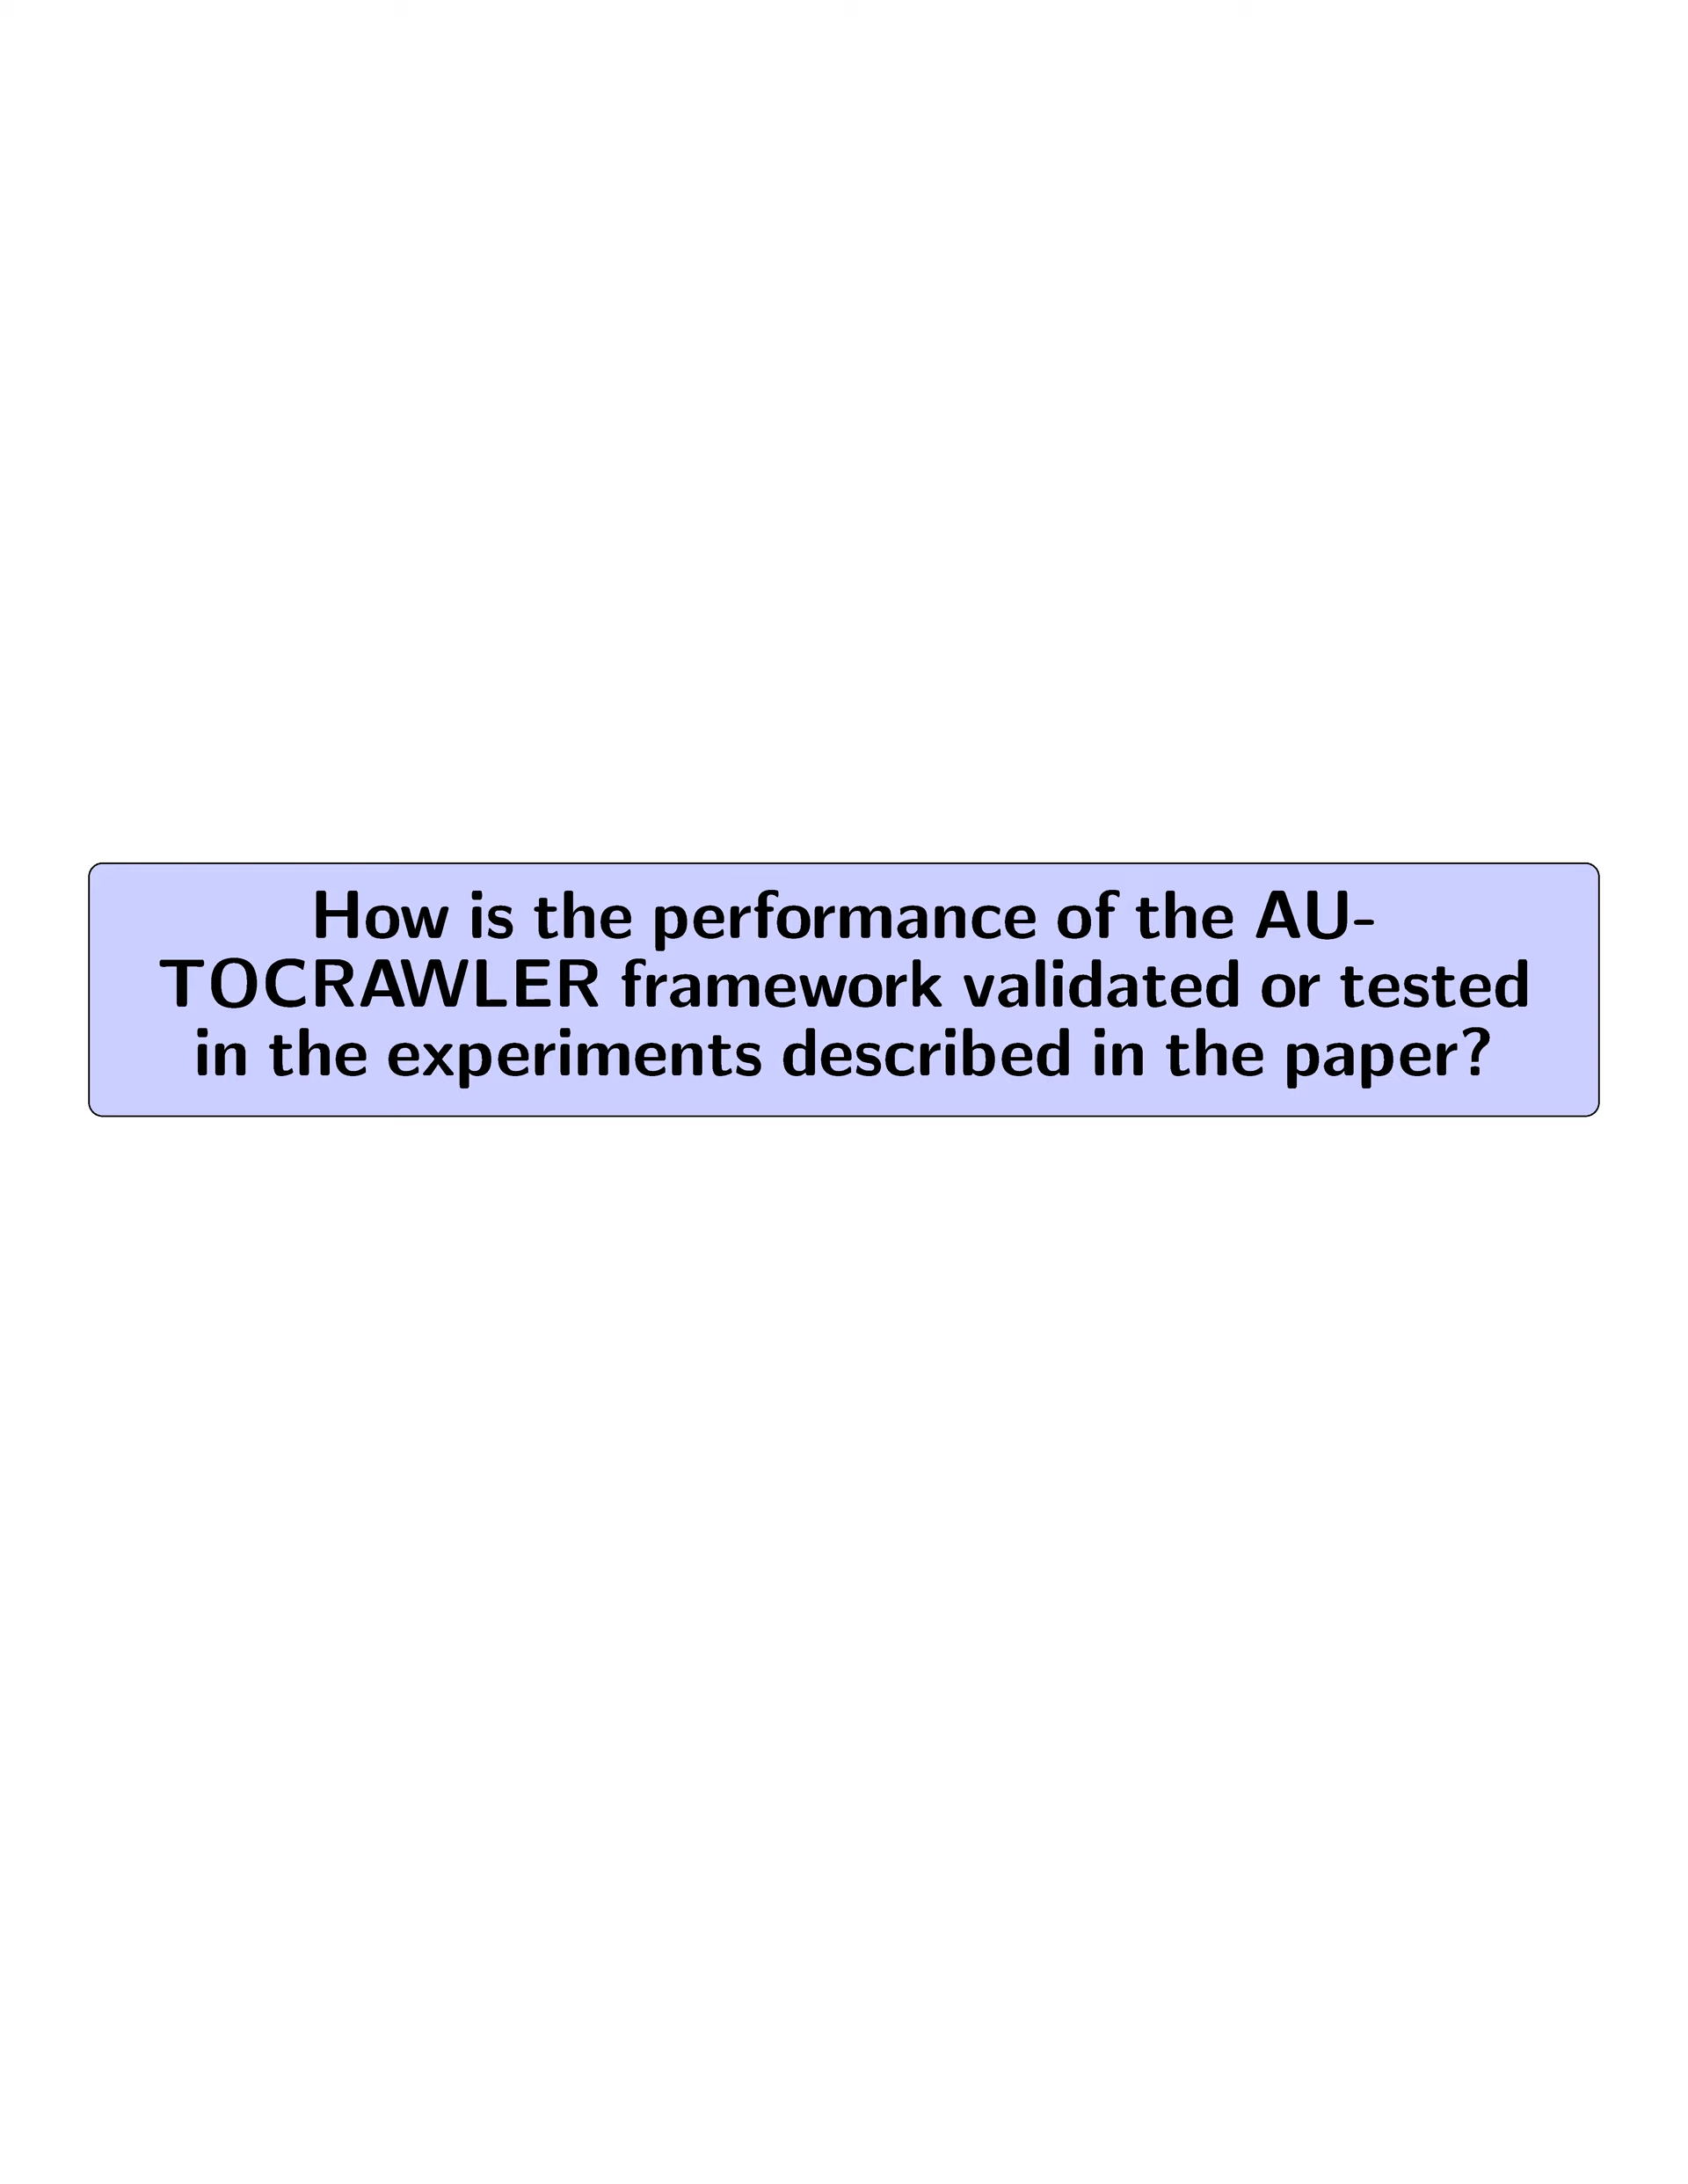 How is the performance of the AU-
TOCRAWLER framework validated or tested
in the experiments described in the paper?